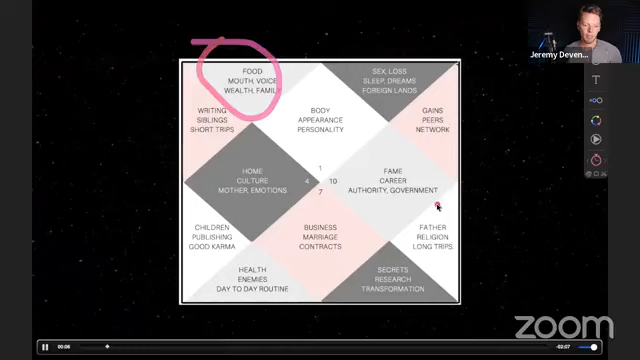 Jeremy Deven...
FOOD
MOUTH, VOICE
WEALTH, FAMILY
SEX, LOSS
SLEEP, DREAMS
FOREIGN LANDS
WRITING
SIBLINGS
SHORT TRIPS
BODY
APPEARANCE
PERSONALITY
GAINS
PEERS
NETWORK
HOME
CULTURE
MOTHER, EMOTIONS
1
4 10
7
FAME
CAREER
AUTHORITY, GOVERNMENT
CHILDREN
PUBLISHING
GOOD KARMA
BUSINESS
MARRIAGE
CONTRACTS
FATHER
RELIGION
LONG TRIPS
HEALTH
ENEMIES
DAY TO DAY ROUTINE
SECRETS
RESEARCH
TRANSFORMATION
T
zoom
00:06
-02:07